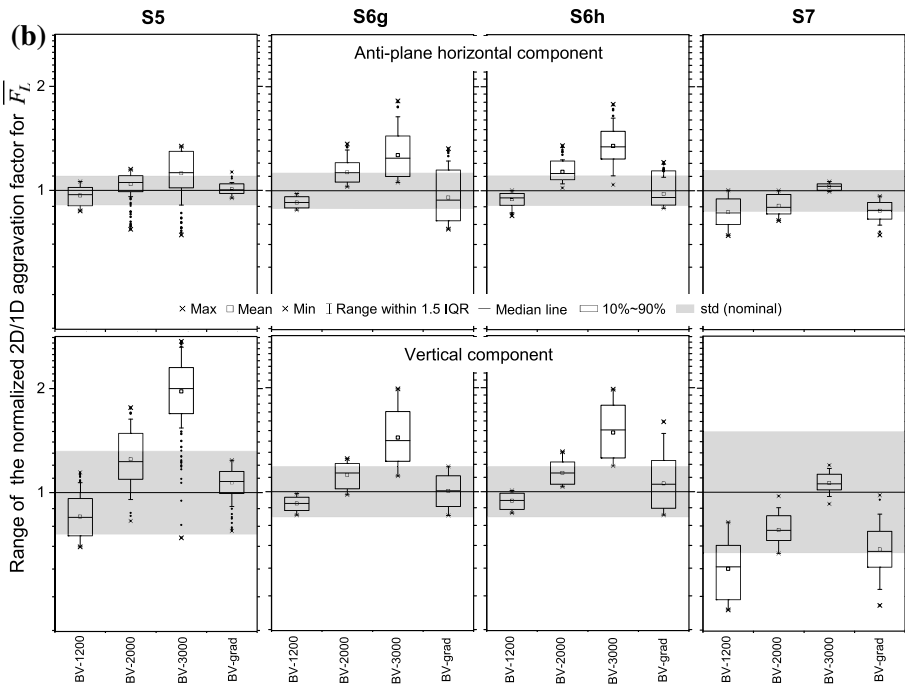 (b)
S5 S6g S6h S7
Anti-plane horizontal component
2
1
× Max □ Mean × Min Range within 1.5 IQR — Median line 10%~90% std (nominal)
Vertical component
2
1
Range of the normalized 2D/1D aggravation factor for F_L
BV-1200 BV-2000 BV-3000 BV-grad BV-1200 BV-2000 BV-3000 BV-grad BV-1200 BV-2000 BV-3000 BV-grad BV-1200 BV-2000 BV-3000 BV-grad